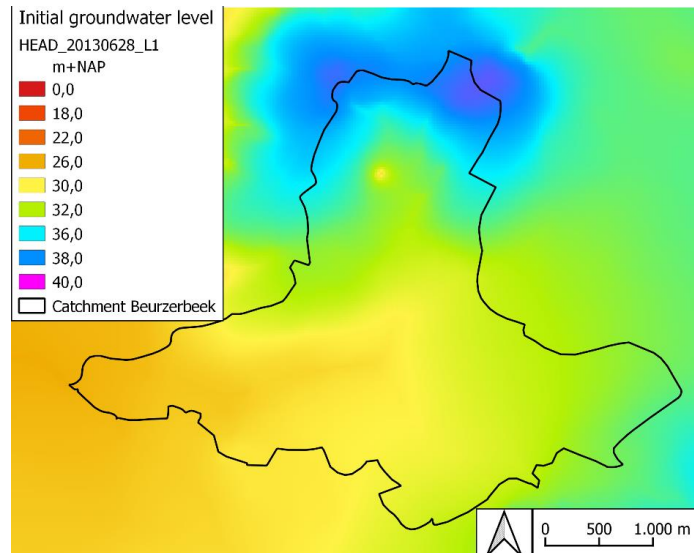 Initial groundwater level
HEAD_20130628_L1
m+NAP
0,0
18,0
22,0
26,0
30,0
32,0
36,0
38,0
40,0
Catchment Beurzerbeek
0 500 1.000 m